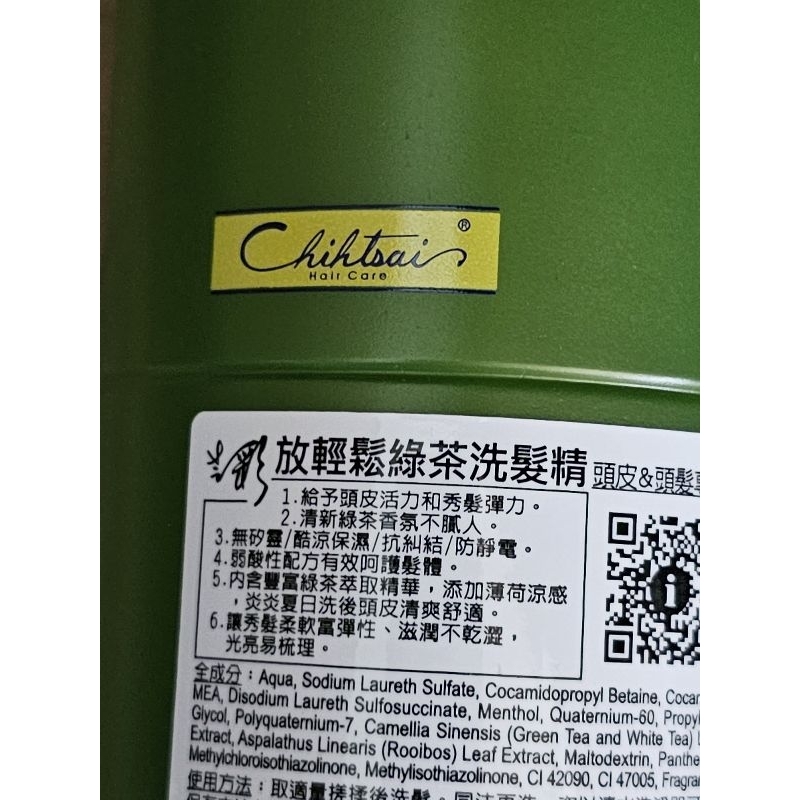 Chihtsai®
Hair Care
放輕鬆綠茶洗髮精 頭皮&頭髮
1.給予頭皮活力和秀髮彈力。
2.清新綠茶香氛不膩人。
3.無矽靈/酷涼保濕/抗糾結/防靜電。
4.弱酸性配方有效呵護髮體。
5.內含豐富綠茶萃取精華，添加薄荷涼感
，炎炎夏日洗後頭皮清爽舒適。
6.讓秀髮柔軟富彈性、滋潤不乾澀，
光亮易梳理。
全成分：Aqua, Sodium Laureth Sulfate, Cocamidopropyl Betaine, Cocam
MEA, Disodium Laureth Sulfosuccinate, Menthol, Quaternium-60, Propyl
Glycol, Polyquaternium-7, Camellia Sinensis (Green Tea and White Tea) L
Extract, Aspalathus Linearis (Rooibos) Leaf Extract, Maltodextrin, Panthe
Methylchloroisothiazolinone, Methylisothiazolinone, CI 42090, CI 47005, Fragran
使用方法：取適量搓揉後洗髮。